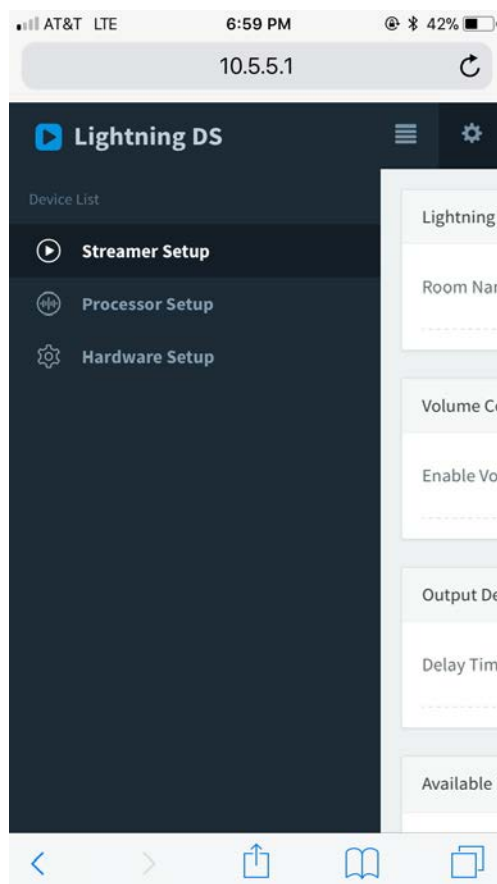 AT&T LTE 6:59 PM 42%
10.5.5.1
Lightning DS
Device List
Streamer Setup
Processor Setup
Hardware Setup
Lightning
Room Nar
Volume Co
Enable Vo
Output De
Delay Tim
Available